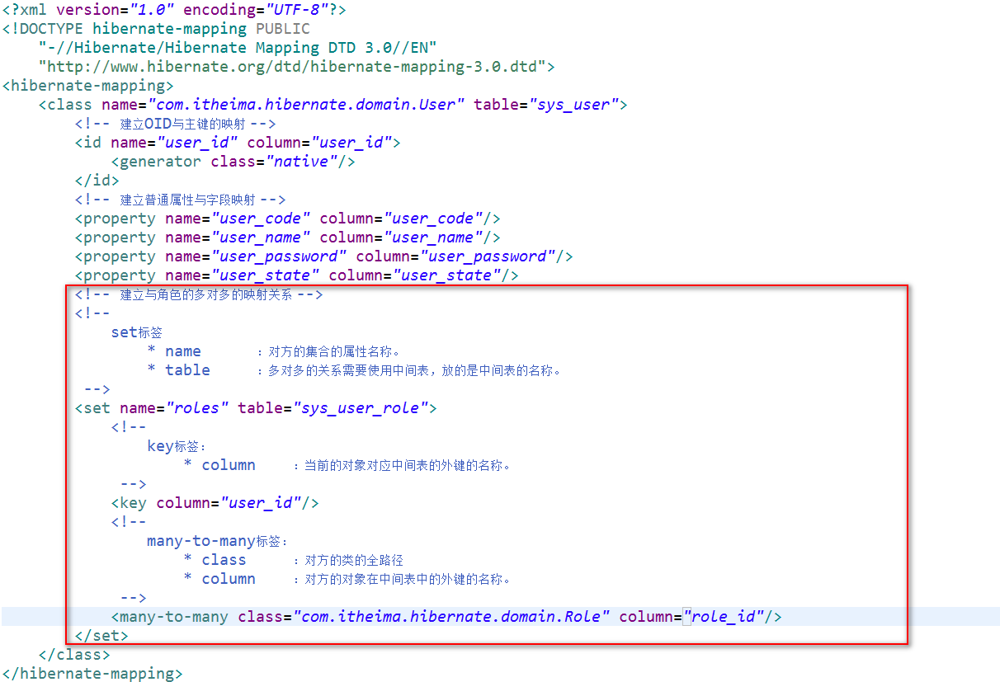 <?xml version="1.0" encoding="UTF-8"?>
<!DOCTYPE hibernate-mapping PUBLIC
    "-//Hibernate/Hibernate Mapping DTD 3.0//EN"
    "http://www.hibernate.org/dtd/hibernate-mapping-3.0.dtd">
<hibernate-mapping>
    <class name="com.itheima.hibernate.domain.User" table="sys_user">
        <!-- 建立OID与主键的映射 -->
        <id name="user_id" column="user_id">
            <generator class="native"/>
        </id>
        <!-- 建立普通属性与字段映射 -->
        <property name="user_code" column="user_code"/>
        <property name="user_name" column="user_name"/>
        <property name="user_password" column="user_password"/>
        <property name="user_state" column="user_state"/>
        <!-- 建立与角色的多对多的映射关系 -->
        <!--
            set标签
                * name      : 对方的集合的属性名称。
                * table     : 多对多的关系需要使用中间表，放的是中间表的名称。
         -->
        <set name="roles" table="sys_user_role">
            <!--
                key标签：
                    * column    : 当前的对象对应中间表的外键的名称。
             -->
            <key column="user_id"/>
            <!--
                many-to-many标签：
                    * class     : 对方的类的全路径
                    * column    : 对方的对象在中间表中的外键的名称。
             -->
            <many-to-many class="com.itheima.hibernate.domain.Role" column="role_id"/>
        </set>
    </class>
</hibernate-mapping>